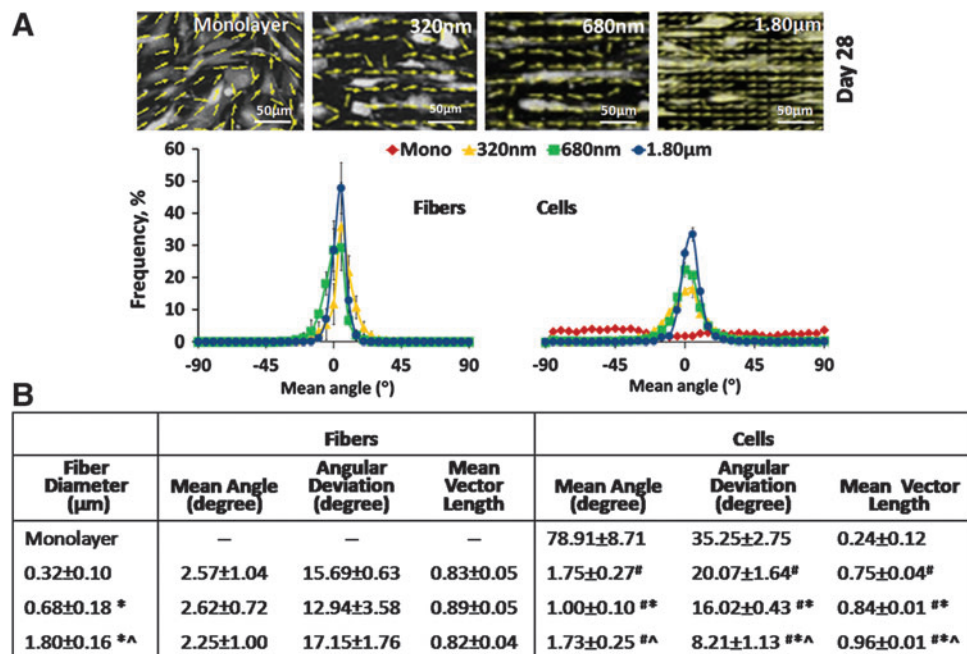 A
Monolayer 320nm 680nm 1.80µm
50µm 50µm 50µm 50µm
Day 28
Mono 320nm 680nm 1.80µm
60
50
40
30
20
10
0
Frequency, %
Fibers Cells
-90 -45 0 45 90 -90 -45 0 45 90
Mean angle (°) Mean angle (°)
B
Fibers Cells
Fiber Diameter (µm) Mean Angle (degree) Angular Deviation (degree) Mean Vector Length Mean Angle (degree) Angular Deviation (degree) Mean Vector Length
Monolayer — — — 78.91±8.71 35.25±2.75 0.24±0.12
0.32±0.10 2.57±1.04 15.69±0.63 0.83±0.05 1.75±0.27# 20.07±1.64# 0.75±0.04#
0.68±0.18 * 2.62±0.72 12.94±3.58 0.89±0.05 1.00±0.10 #* 16.02±0.43 #* 0.84±0.01 #*
1.80±0.16 *^ 2.25±1.00 17.15±1.76 0.82±0.04 1.73±0.25 #^ 8.21±1.13 #*^ 0.96±0.01 #*^